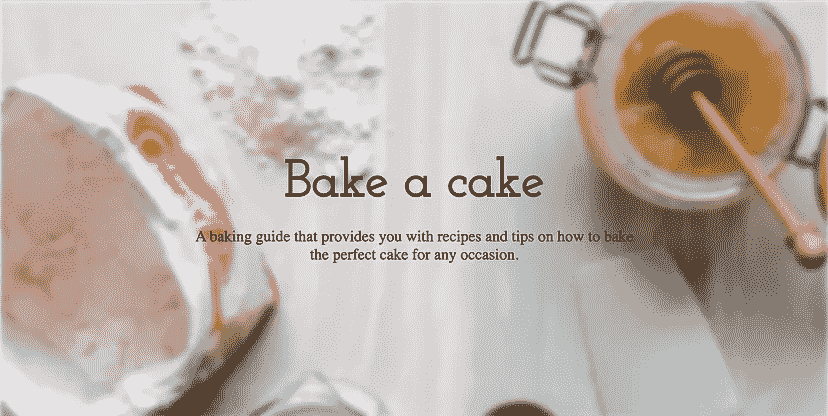 Bake a cake
A baking guide that provides you with recipes and tips on how to bake
the perfect cake for any occasion.